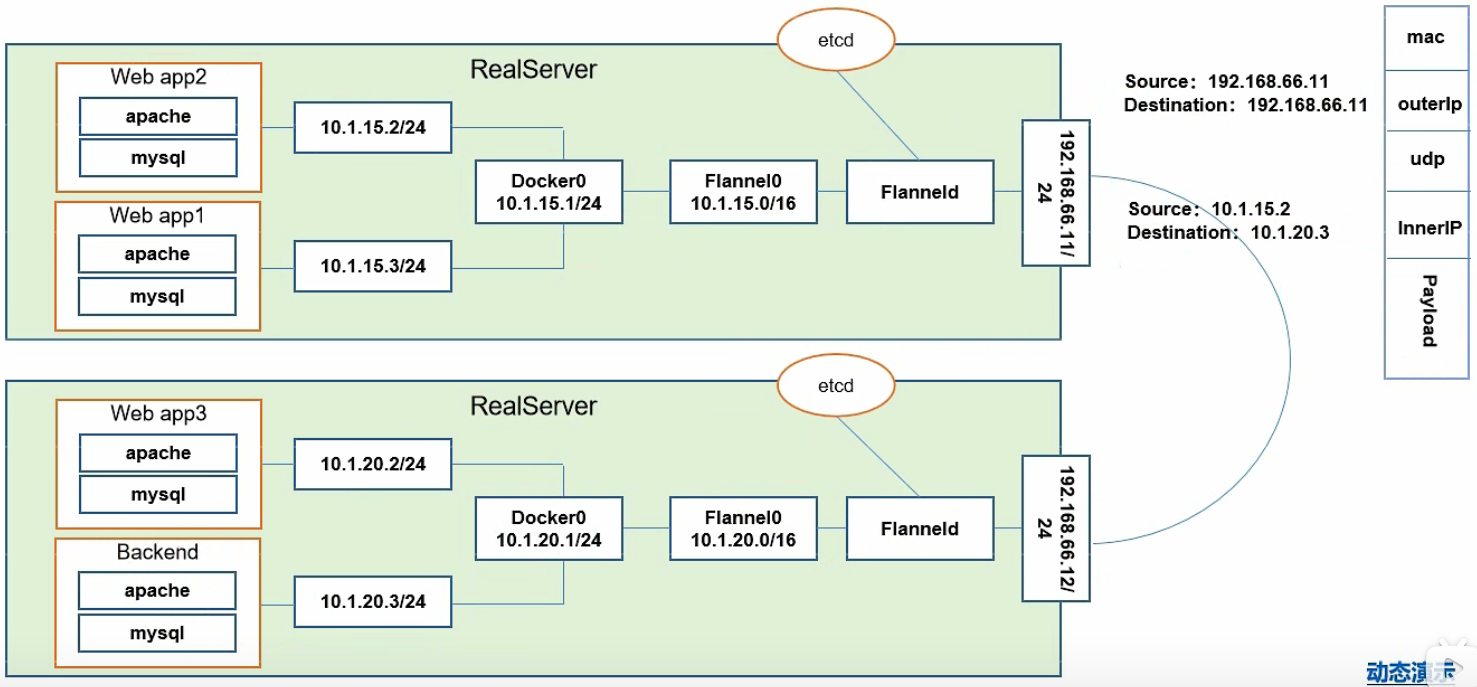 etcd
RealServer
Web app2
apache
mysql
10.1.15.2/24
Web app1
apache
mysql
10.1.15.3/24
Docker0
10.1.15.1/24
Flannel0
10.1.15.0/16
Flanneld
192.168.66.11/
24
Source：192.168.66.11
Destination：192.168.66.11
Source：10.1.15.2
Destination：10.1.20.3
mac
outerIp
udp
InnerIP
Payload
etcd
RealServer
Web app3
apache
mysql
10.1.20.2/24
Backend
apache
mysql
10.1.20.3/24
Docker0
10.1.20.1/24
Flannel0
10.1.20.0/16
Flanneld
192.168.66.12/
24
动态演示